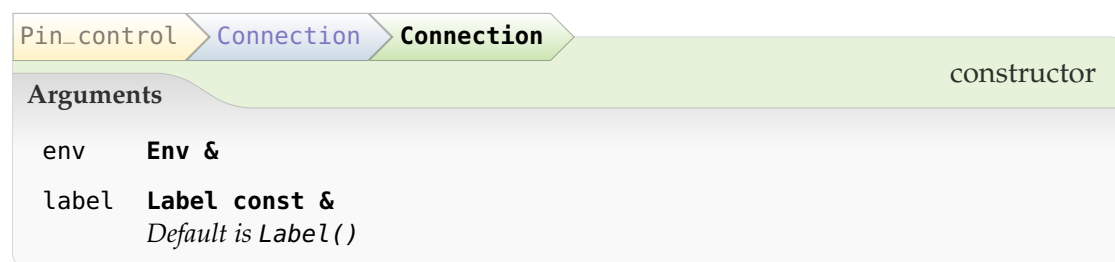 Pin_control Connection Connection
constructor
Arguments
env Env &
label Label const &
Default is Label()